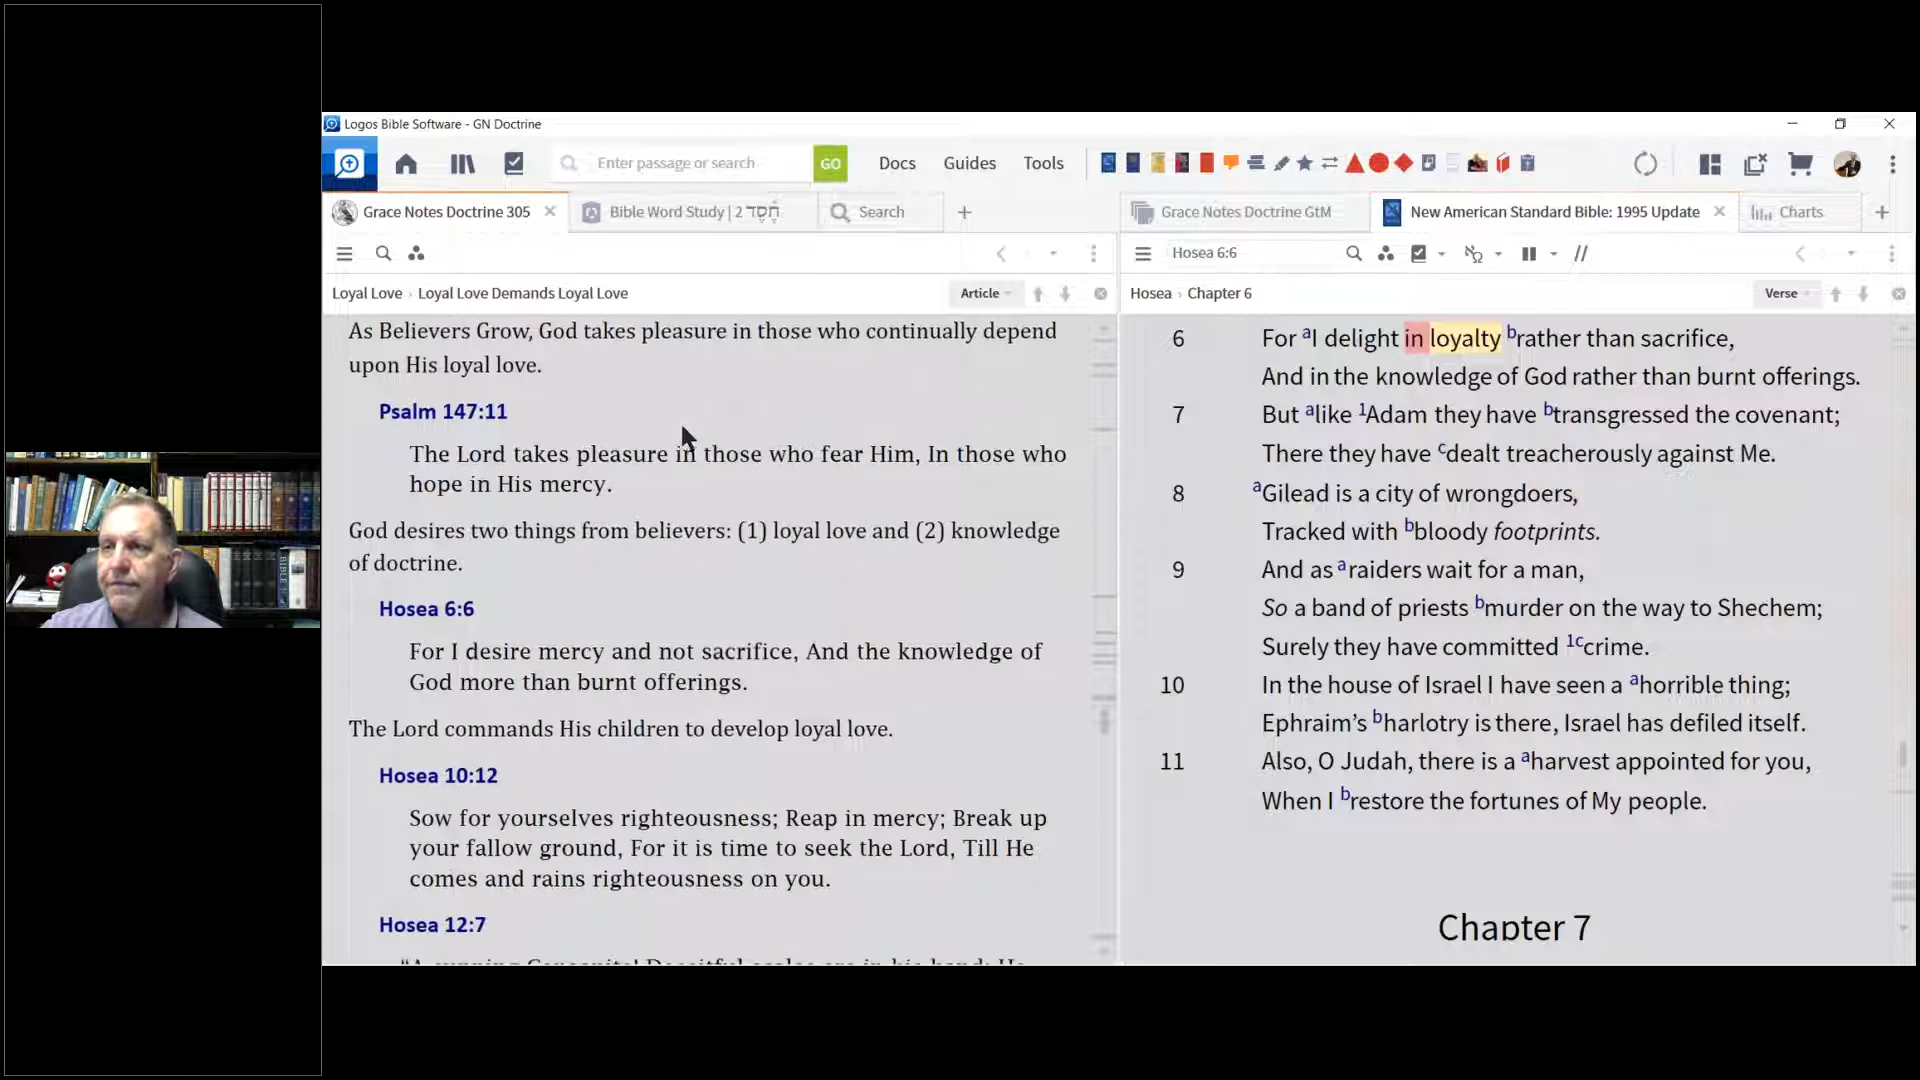 Logos Bible Software - GN Doctrine
Enter passage or search
GO
Docs
Guides
Tools
Grace Notes Doctrine 305
Bible Word Study | 2 חֶסֶד
Search
Loyal Love › Loyal Love Demands Loyal Love
Article
As Believers Grow, God takes pleasure in those who continually depend
upon His loyal love.
Psalm 147:11
The Lord takes pleasure in those who fear Him, In those who
hope in His mercy.
God desires two things from believers: (1) loyal love and (2) knowledge
of doctrine.
Hosea 6:6
For I desire mercy and not sacrifice, And the knowledge of
God more than burnt offerings.
The Lord commands His children to develop loyal love.
Hosea 10:12
Sow for yourselves righteousness; Reap in mercy; Break up
your fallow ground, For it is time to seek the Lord, Till He
comes and rains righteousness on you.
Hosea 12:7
Grace Notes Doctrine GtM
New American Standard Bible: 1995 Update
Charts
Hosea 6:6
Hosea › Chapter 6
Verse
6 For aI delight in loyalty brather than sacrifice,
And in the knowledge of God rather than burnt offerings.
7 But alike 1Adam they have btransgressed the covenant;
There they have cdealt treacherously against Me.
8 aGilead is a city of wrongdoers,
Tracked with bbloody footprints.
9 And as araiders wait for a man,
So a band of priests bmurder on the way to Shechem;
Surely they have committed 1ccrime.
10 In the house of Israel I have seen a ahorrible thing;
Ephraim’s bharlotry is there, Israel has defiled itself.
11 Also, O Judah, there is a aharvest appointed for you,
When I brestore the fortunes of My people.
Chapter 7